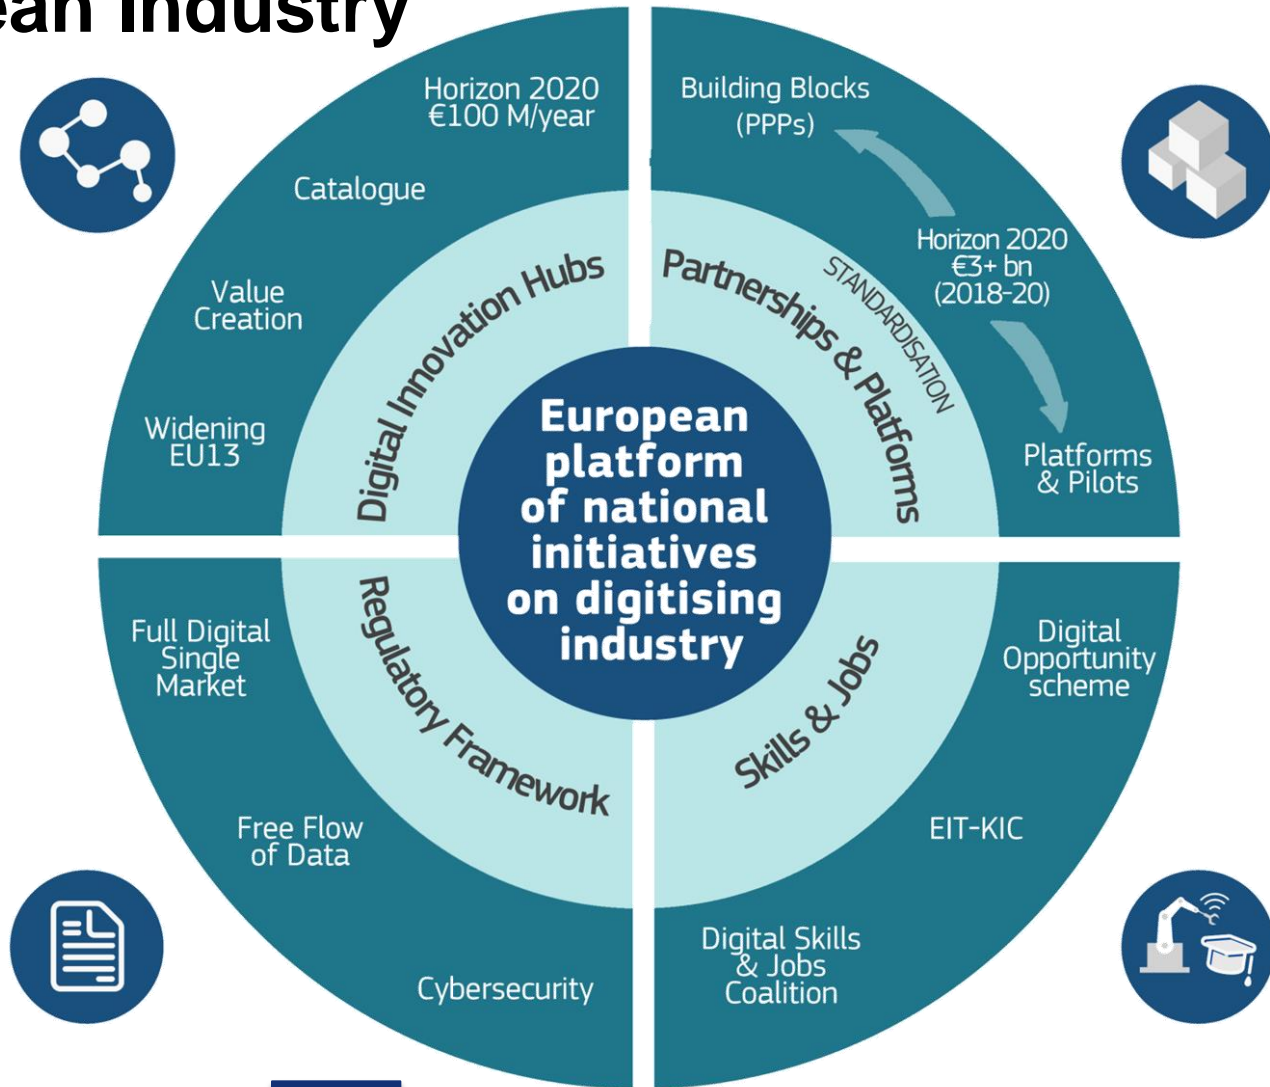 ean Industry
Horizon 2020
€100 M/year
Catalogue
Value
Creation
Widening
EU13
Digital Innovation Hubs
Building Blocks
(PPPs)
Horizon 2020
€3+ bn
(2018-20)
Platforms
& Pilots
STANDARDISATION
Partnerships & Platforms
European
platform
of national
initiatives
on digitising
industry
Full Digital
Single
Market
Free Flow
of Data
Cybersecurity
Regulatory Framework
Skills & Jobs
Digital
Opportunity
scheme
EIT-KIC
Digital Skills
& Jobs
Coalition